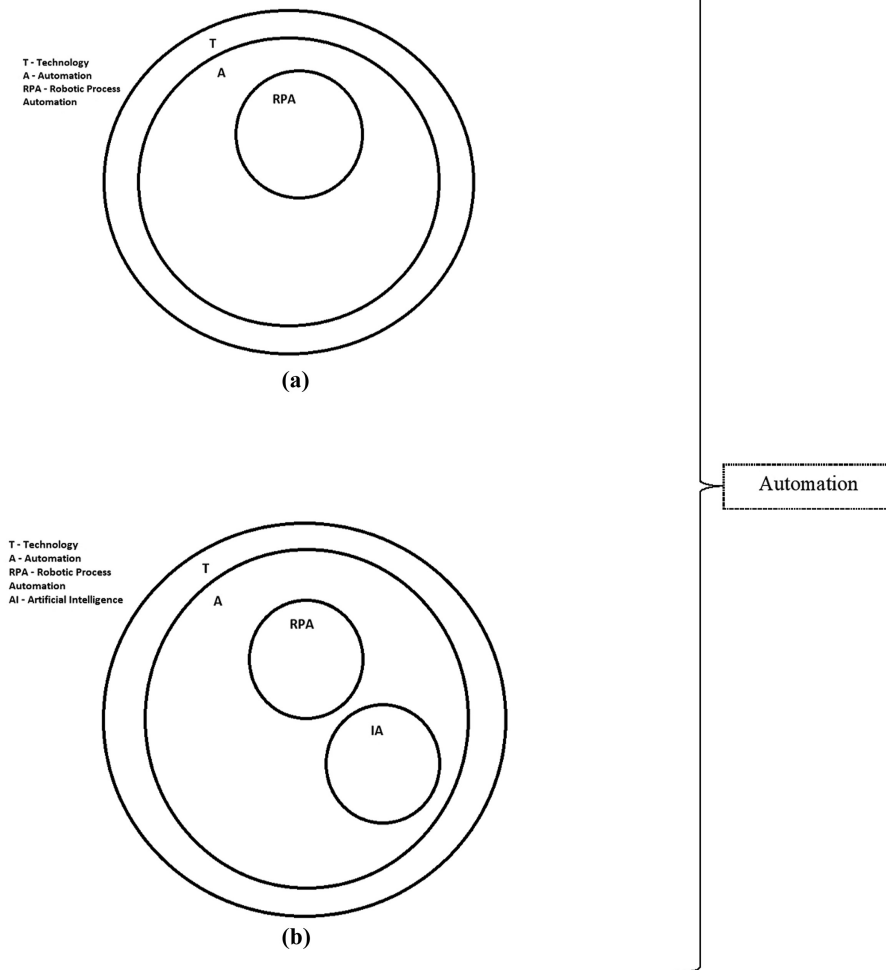 T
T - Technology
A - Automation
RPA - Robotic Process
Automation
A
RPA
(a)
Automation
T - Technology
A - Automation
RPA - Robotic Process
Automation
AI - Artificial Intelligence
T
A
RPA
IA
(b)